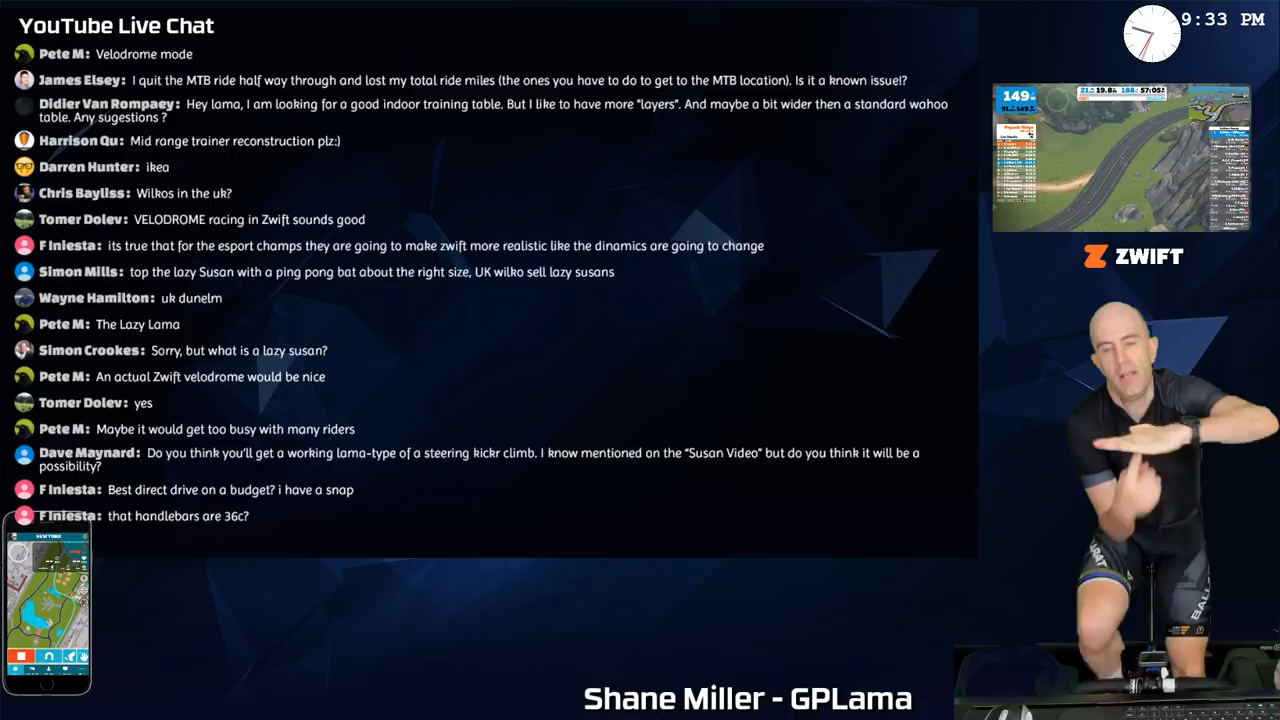 YouTube Live Chat
Pete M: Velodrome mode
James Elsey: I quit the MTB ride half way through and lost my total ride miles (the ones you have to do to get to the MTB location). Is it a known issue!?
Didier Van Rompaey: Hey lama, I am looking for a good indoor training table. But I like to have more "layers". And maybe a bit wider then a standard wahoo
table. Any sugestions ?
Harrison Qu: Mid range trainer reconstructing :)
Darren Hunter: ikea
Chris Bayliss: Wilkos in the uk?
Tomer Dolev: VELODROME racing in Zwift sounds good
F Iniesta: its true that for the esport champs they are going to make zwift more realistic like the dinamics are going to change
Simon Mills: top the lazy Susan with a ping pong bat about the right size, UK wilko sell lazy susans
Wayne Hamilton: uk dunelm
Pete M: The Lazy Lama
Simon Crookes: Sorry, but what is a lazy susan?
Pete M: An actual Zwift velodrome would be nice
Tomer Dolev: yes
Pete M: Maybe it would get too busy with many riders
Dave Maynard: Do you think you'll get a working lama-type of a steering kickr climb. I know mentioned on the “Susan Video” but do you think it will be a
possibility?
F Iniesta: Best direct drive on a budget? i have a snap
F Iniesta: that handlebars are 36c?
9:33 PM
149
ZWIFT
NEW YORK
Shane Miller - GPLama